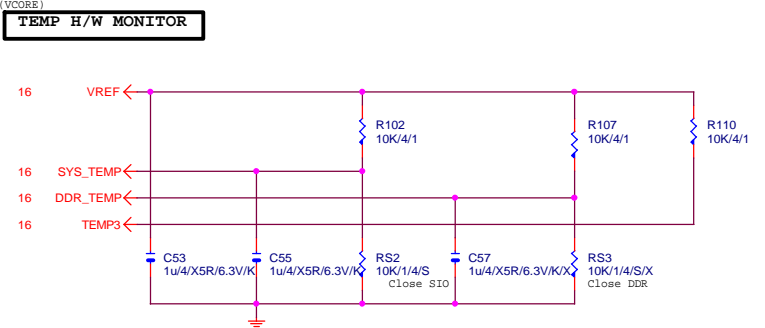 (VCORE)
TEMP H/W MONITOR
16 VREF
R102
10K/4/1
R107
10K/4/1
R110
10K/4/1
16 SYS_TEMP
16 DDR_TEMP
16 TEMP3
C53
1u/4/X5R/6.3V/K
C55
1u/4/X5R/6.3V/K
RS2
10K/1/4/S
Close SIO
C57
1u/4/X5R/6.3V/K/X
RS3
10K/1/4/S/X
Close DDR